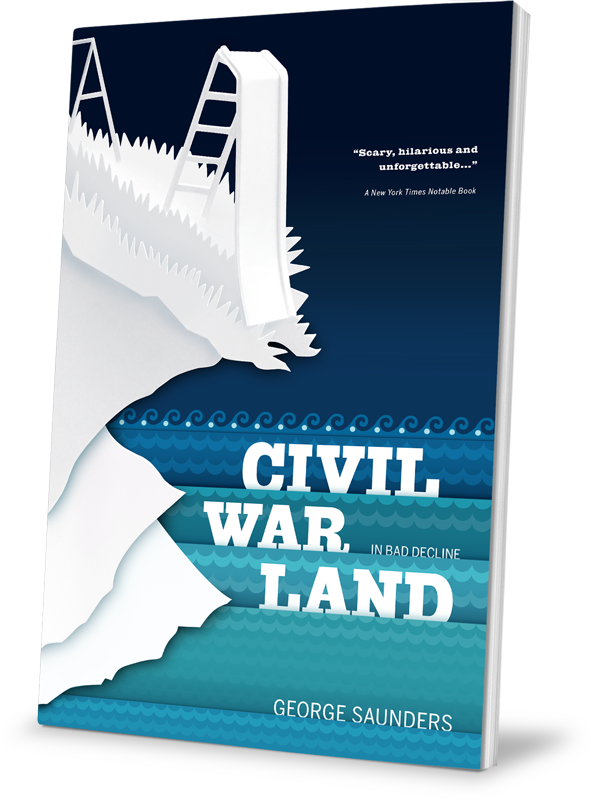 “Scary, hilarious and
unforgettable...”
A New York Times Notable Book
CIVIL
WAR
IN BAD DECLINE
LAND
GEORGE SAUNDERS